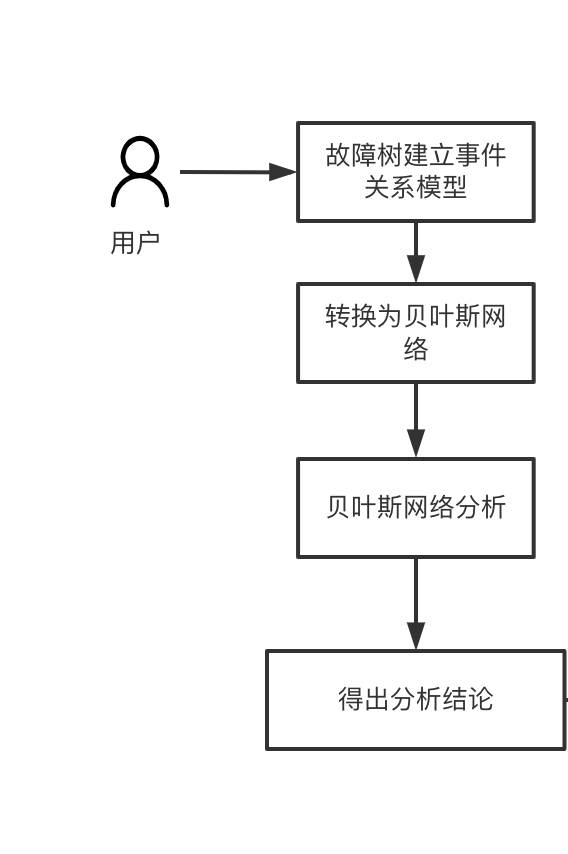 故障树建立事件
关系模型
用户
转换为贝叶斯网
络
贝叶斯网络分析
得出分析结论